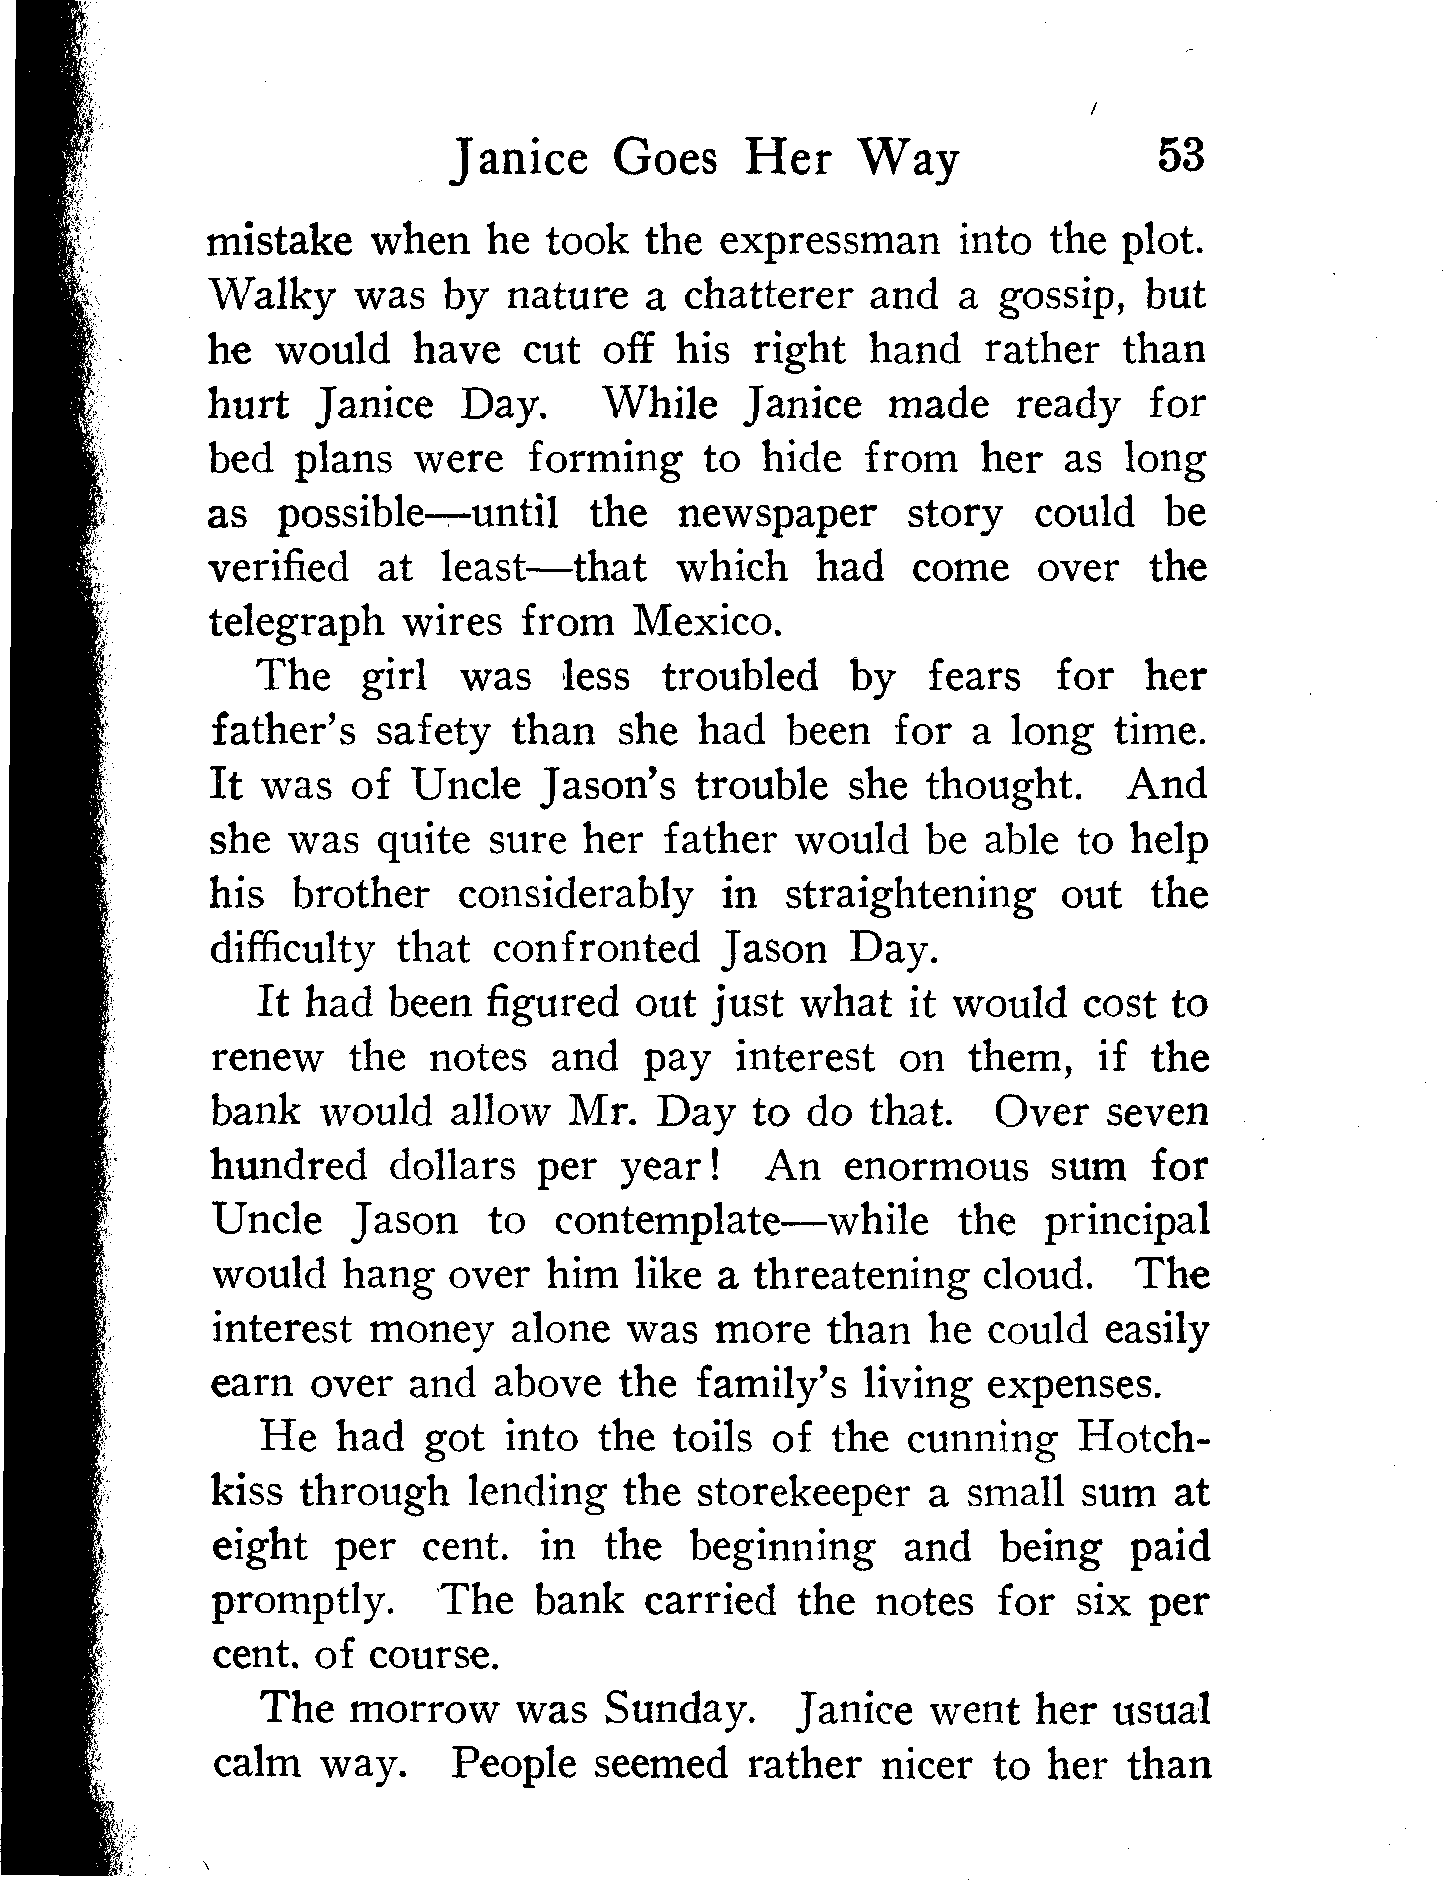 Janice Goes Her Way 53
mistake when he took the expressman into the plot.
Walky was by nature a chatterer and a gossip, but
he would have cut off his right hand rather than
hurt Janice Day. While Janice made ready for
bed plans were forming to hide from her as long
as possible—until the newspaper story could be
verified at least—that which had come over the
telegraph wires from Mexico.
The girl was less troubled by fears for her
father's safety than she had been for a long time.
It was of Uncle Jason's trouble she thought. And
she was quite sure her father would be able to help
his brother considerably in straightening out the
difficulty that confronted Jason Day.
It had been figured out just what it would cost to
renew the notes and pay interest on them, if the
bank would allow Mr. Day to do that. Over seven
hundred dollars per year! An enormous sum for
Uncle Jason to contemplate—while the principal
would hang over him like a threatening cloud. The
interest money alone was more than he could easily
earn over and above the family's living expenses.
He had got into the toils of the cunning Hotch-
kiss through lending the storekeeper a small sum at
eight per cent. in the beginning and being paid
promptly. The bank carried the notes for six per
cent. of course.
The morrow was Sunday. Janice went her usual
calm way. People seemed rather nicer to her than